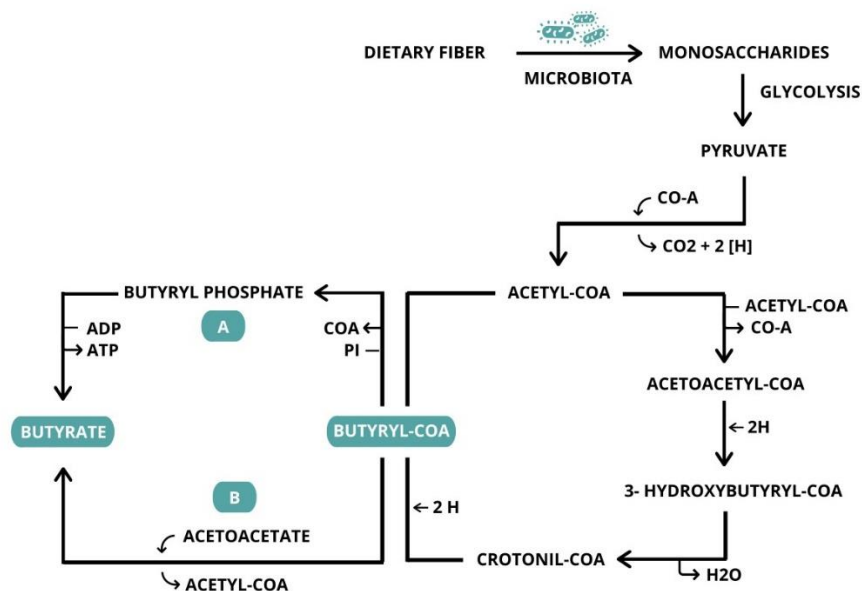 DIETARY FIBER
MICROBIOTA
MONOSACCHARIDES
GLYCOLYSIS
PYRUVATE
CO-A
CO2 + 2 [H]
BUTYRYL PHOSPHATE
ACETYL-COA
ACETYL-COA
CO-A
A
ADP
ATP
COA
PI
ACETOACETYL-COA
2H
BUTYRATE
BUTYRYL-COA
3- HYDROXYBUTYRYL-COA
B
2 H
ACETOACETATE
ACETYL-COA
CROTONIL-COA
H2O